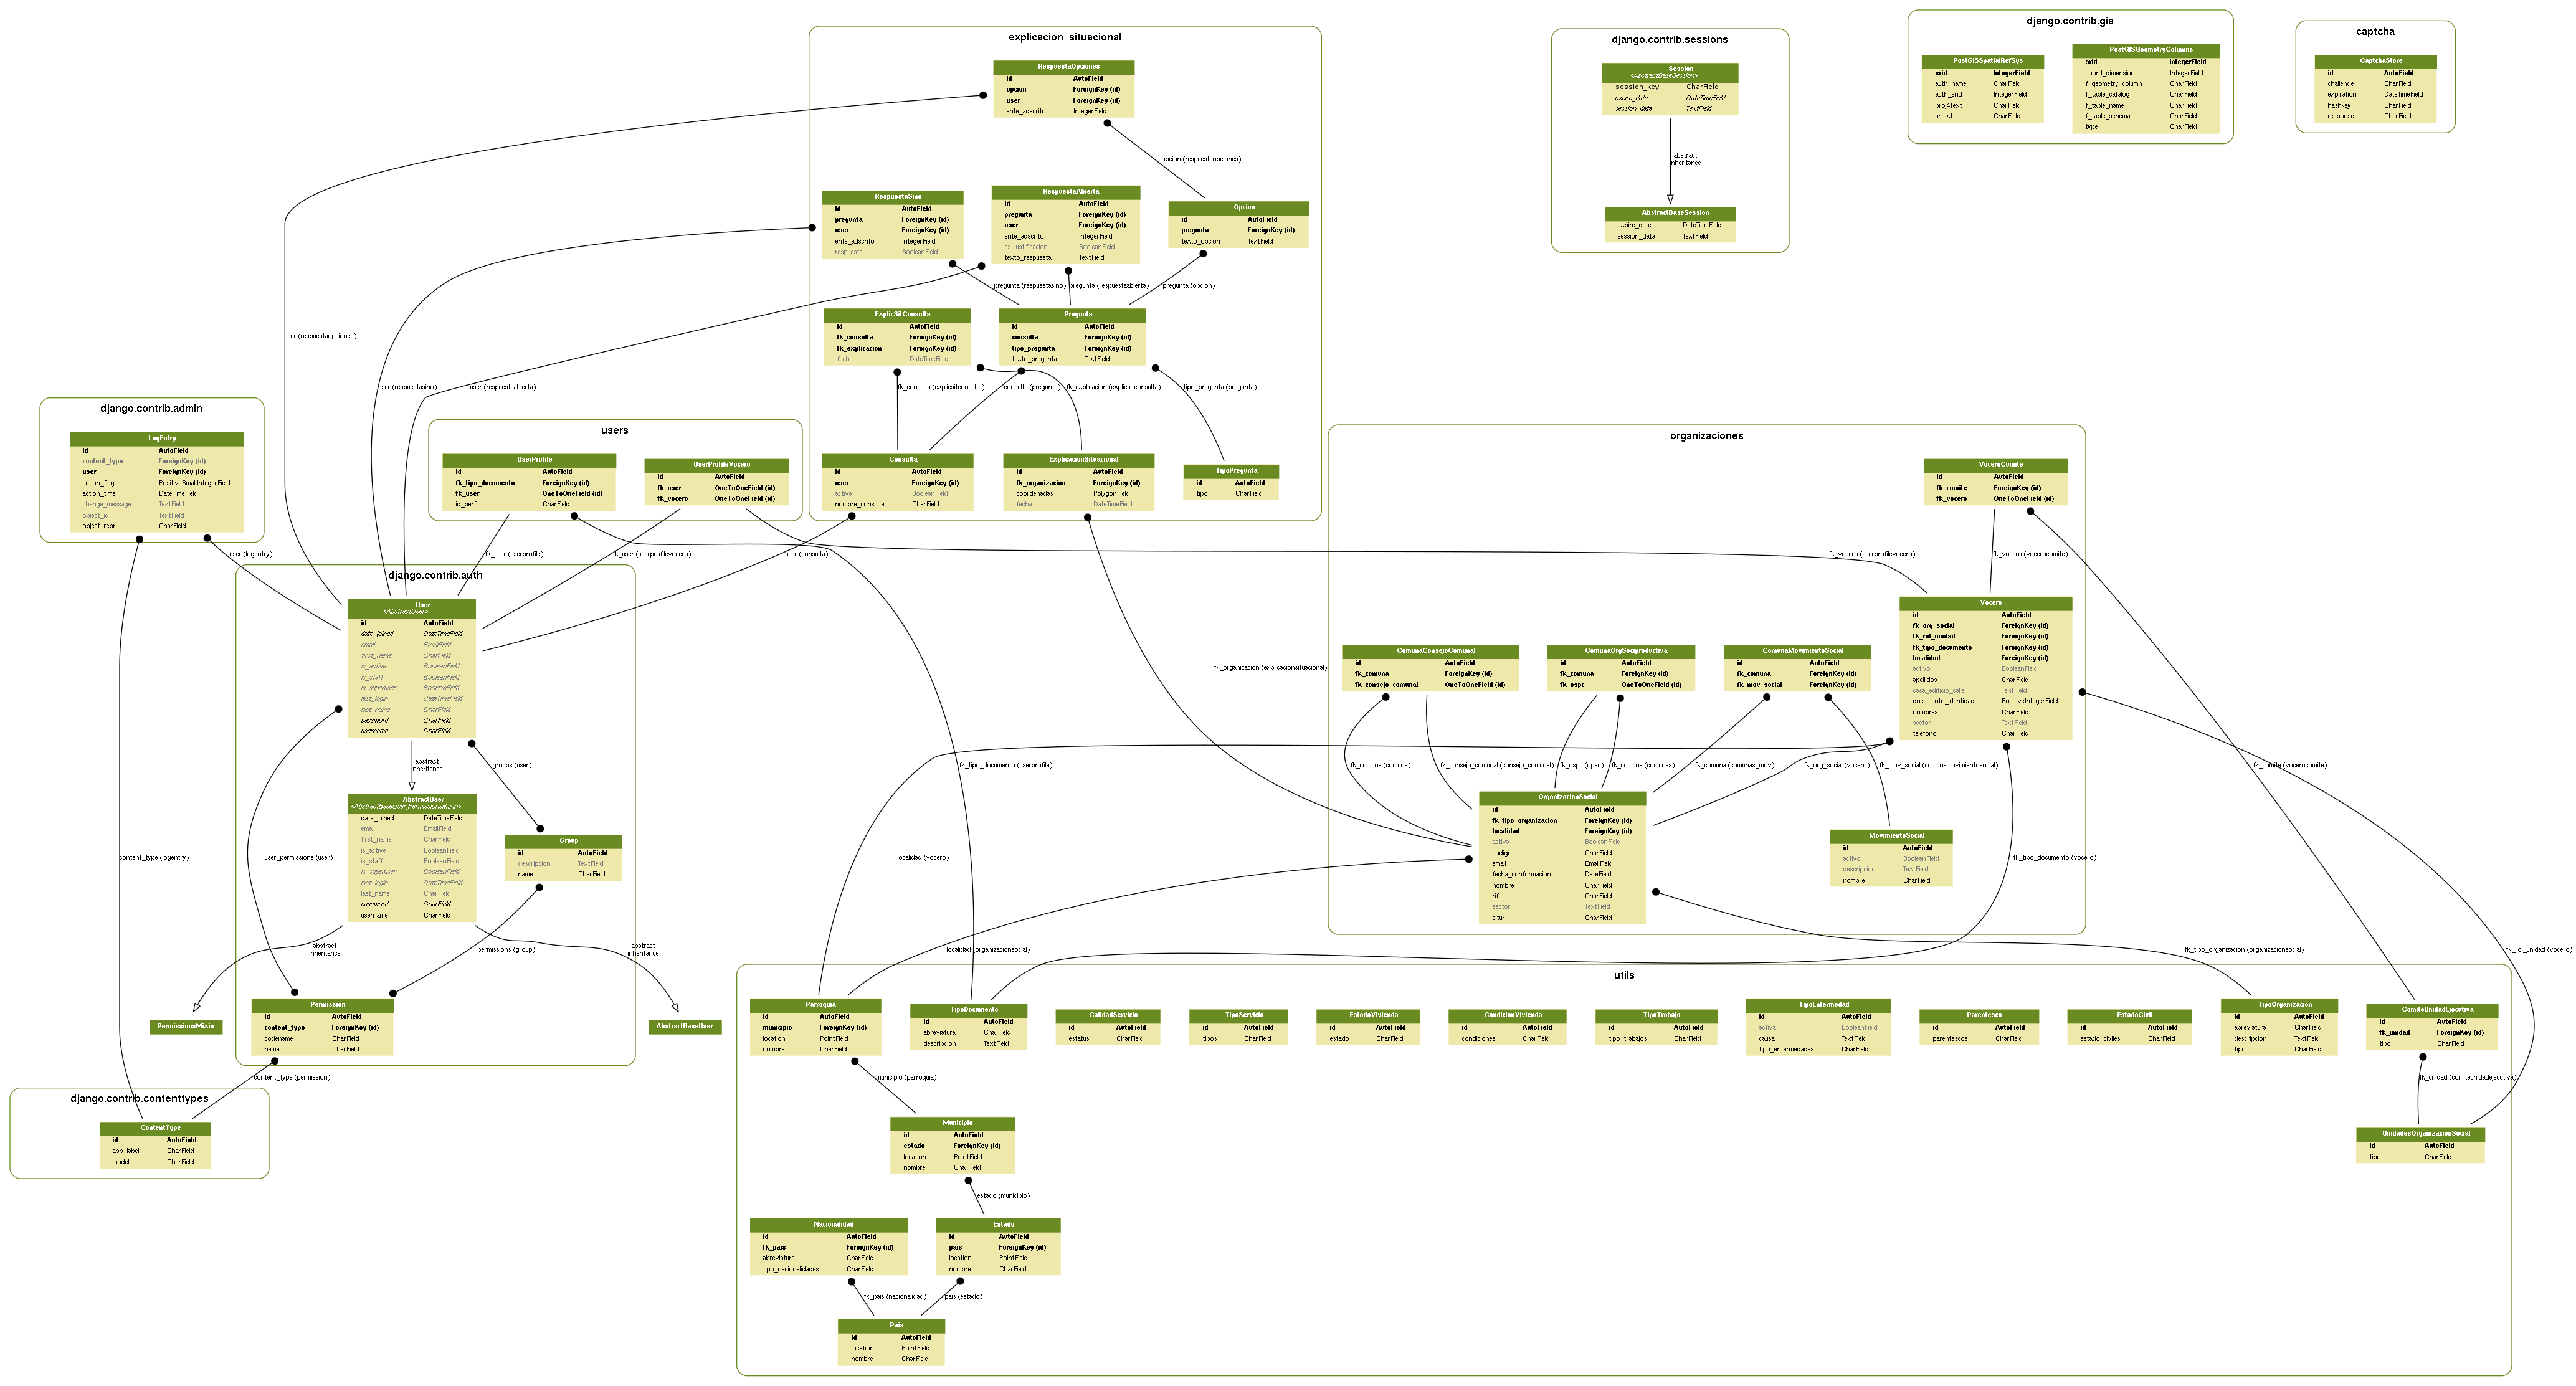 explicacion_situacional
RespuestaOpciones
id AutoField
opcion ForeignKey (id)
user ForeignKey (id)
ente_adscrito IntegerField
opcion (respuestaopciones)
RespuestaSino
id AutoField
pregunta ForeignKey (id)
user ForeignKey (id)
ente_adscrito IntegerField
respuesta BooleanField
RespuestaAbierta
id AutoField
pregunta ForeignKey (id)
user ForeignKey (id)
ente_adscrito IntegerField
es_justificacion BooleanField
texto_respuesta TextField
Opcion
id AutoField
pregunta ForeignKey (id)
texto_opcion TextField
pregunta (respuestasino)
pregunta (respuestaabierta)
pregunta (opcion)
ExplicSitConsulta
id AutoField
fk_consulta ForeignKey (id)
fk_explicacion ForeignKey (id)
fecha DateTimeField
Pregunta
id AutoField
consulta ForeignKey (id)
tipo_pregunta ForeignKey (id)
texto_pregunta TextField
user (respuestaopciones)
user (respuestasino)
user (respuestaabierta)
fk_consulta (explicsitconsulta)
consulta (pregunta)
fk_explicacion (explicsitconsulta)
tipo_pregunta (pregunta)
Consulta
id AutoField
user ForeignKey (id)
activa BooleanField
nombre_consulta CharField
ExplicacionSituacional
id AutoField
fk_organizacion ForeignKey (id)
coordenadas PolygonField
fecha DateTimeField
TipoPregunta
id AutoField
tipo CharField
django.contrib.sessions
Session
<AbstractBaseSession>
session_key CharField
expire_date DateTimeField
session_data TextField
abstract
inheritance
AbstractBaseSession
expire_date DateTimeField
session_data TextField
django.contrib.gis
PostGISSpatialRefSys
srid IntegerField
auth_name CharField
auth_srid IntegerField
proj4text CharField
srtext CharField
PostGISGeometryColumns
srid IntegerField
coord_dimension IntegerField
f_geometry_column CharField
f_table_catalog CharField
f_table_name CharField
f_table_schema CharField
type CharField
captcha
CaptchaStore
id AutoField
challenge CharField
expiration DateTimeField
hashkey CharField
response CharField
django.contrib.admin
LogEntry
id AutoField
content_type ForeignKey (id)
user ForeignKey (id)
action_flag PositiveSmallIntegerField
action_time DateTimeField
change_message TextField
object_id TextField
object_repr CharField
users
UserProfile
id AutoField
fk_tipo_documento ForeignKey (id)
fk_user OneToOneField (id)
id_perfil CharField
UserProfileVocero
id AutoField
fk_user OneToOneField (id)
fk_vocero OneToOneField (id)
user (logentry)
fk_user (userprofile)
fk_user (userprofilevocero)
user (consulta)
fk_vocero (userprofilevocero)
django.contrib.auth
User
<AbstractUser>
id AutoField
date_joined DateTimeField
email EmailField
first_name CharField
is_active BooleanField
is_staff BooleanField
is_superuser BooleanField
last_login DateTimeField
last_name CharField
password CharField
username CharField
abstract
inheritance
groups (user)
AbstractUser
<AbstractBaseUser,PermissionsMixin>
date_joined DateTimeField
email EmailField
first_name CharField
is_active BooleanField
is_staff BooleanField
is_superuser BooleanField
last_login DateTimeField
last_name CharField
password CharField
username CharField
Group
id AutoField
descripcion TextField
name CharField
content_type (logentry)
user_permissions (user)
abstract
inheritance
permissions (group)
abstract
inheritance
PermissionsMixin
Permission
id AutoField
content_type ForeignKey (id)
codename CharField
name CharField
AbstractBaseUser
content_type (permission)
django.contrib.contenttypes
ContentType
id AutoField
app_label CharField
model CharField
organizaciones
VoceroComite
id AutoField
fk_comite ForeignKey (id)
fk_vocero OneToOneField (id)
fk_vocero (vocerocomite)
Vocero
id AutoField
fk_org_social ForeignKey (id)
fk_rol_unidad ForeignKey (id)
fk_tipo_documento ForeignKey (id)
localidad ForeignKey (id)
activo BooleanField
apellidos CharField
casa_edificio_calle TextField
documento_identidad PositiveIntegerField
nombres CharField
sector TextField
telefono CharField
fk_organizacion (explicacionsituacional)
ComunaConsejoComunal
id AutoField
fk_comuna ForeignKey (id)
fk_consejo_comunal OneToOneField (id)
ComunaOrgSocioproductiva
id AutoField
fk_comuna ForeignKey (id)
fk_ospc OneToOneField (id)
ComunaMovimientoSocial
id AutoField
fk_comuna ForeignKey (id)
fk_mov_social ForeignKey (id)
fk_tipo_documento (userprofile)
fk_comuna (comuna)
fk_consejo_comunal (consejo_comunal)
fk_ospc (opsc)
fk_comuna (comunas)
fk_comuna (comunas_mov)
fk_org_social (vocero)
fk_mov_social (comunamovimientosocial)
fk_comite (vocerocomite)
OrganizacionSocial
id AutoField
fk_tipo_organizacion ForeignKey (id)
localidad ForeignKey (id)
activa BooleanField
codigo CharField
email EmailField
fecha_conformacion DateField
nombre CharField
rif CharField
sector TextField
situr CharField
MovimientoSocial
id AutoField
activo BooleanField
descripcion TextField
nombre CharField
localidad (vocero)
fk_tipo_documento (vocero)
localidad (organizacionsocial)
fk_tipo_organizacion (organizacionsocial)
fk_rol_unidad (vocero)
utils
Parroquia
id AutoField
municipio ForeignKey (id)
location PointField
nombre CharField
TipoDocumento
id AutoField
abreviatura CharField
descripcion TextField
CalidadServicio
id AutoField
estatus CharField
TipoServicio
id AutoField
tipos CharField
EstadoVivienda
id AutoField
estado CharField
CondicionVivienda
id AutoField
condiciones CharField
TipoTrabajo
id AutoField
tipo_trabajos CharField
TipoEnfermedad
id AutoField
activa BooleanField
causa TextField
tipo_enfermedades CharField
Parentesco
id AutoField
parentescos CharField
EstadoCivil
id AutoField
estado_civiles CharField
TipoOrganizacion
id AutoField
abreviatura CharField
descripcion TextField
tipo CharField
ComiteUnidadEjecutiva
id AutoField
fk_unidad ForeignKey (id)
tipo CharField
municipio (parroquia)
fk_unidad (comiteunidadejecutiva)
Municipio
id AutoField
estado ForeignKey (id)
location PointField
nombre CharField
UnidadesOrganizacionSocial
id AutoField
tipo CharField
estado (municipio)
Nacionalidad
id AutoField
fk_pais ForeignKey (id)
abreviatura CharField
tipo_nacionalidades CharField
Estado
id AutoField
pais ForeignKey (id)
location PointField
nombre CharField
fk_pais (nacionalidad)
pais (estado)
Pais
id AutoField
location PointField
nombre CharField